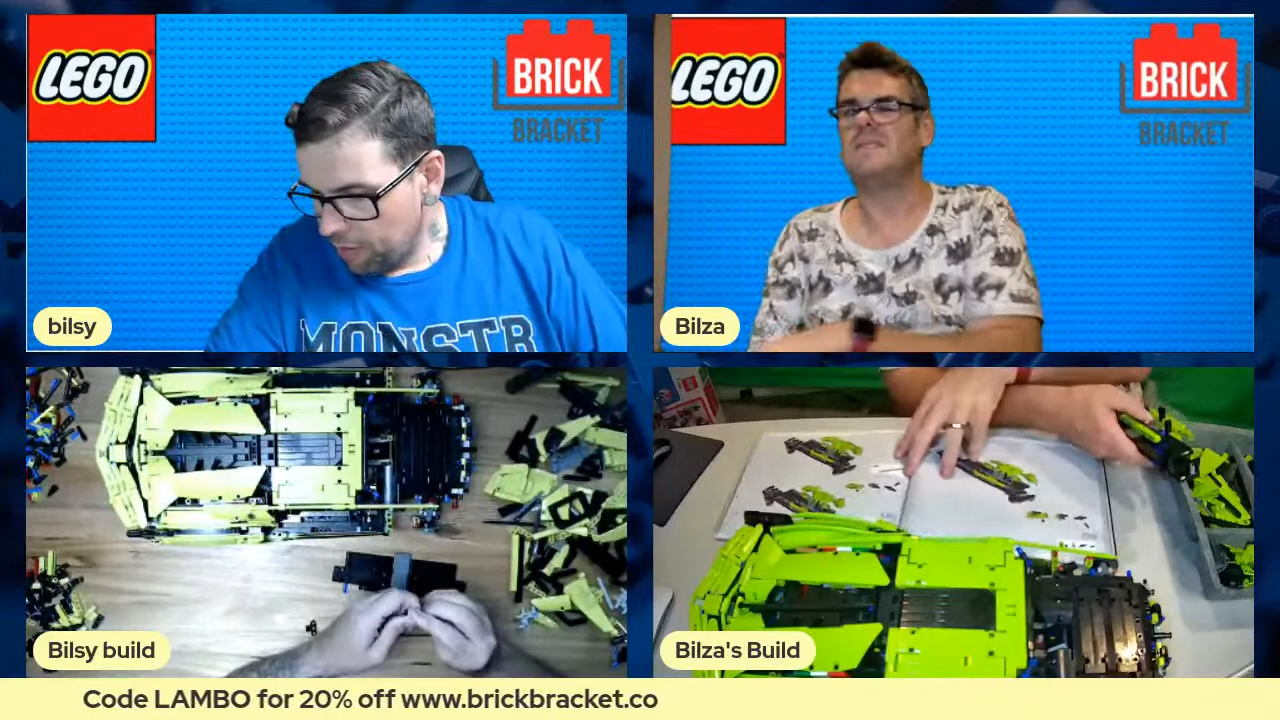 LEGO
BRICK
BRACKET
LEGO
BRICK
BRACKET
MONSTR
bilsy
Bilza
Bilsy build
Bilza's Build
Code LAMBO for 20% off www.brickbracket.co